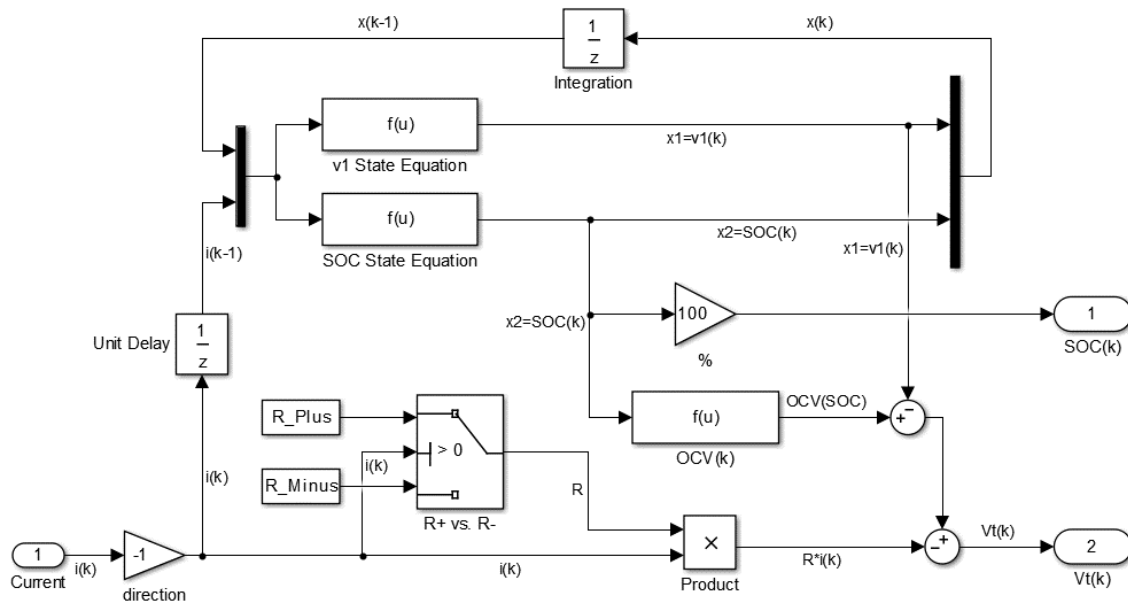 x(k-1)
1
z
x(k)
Integration
f(u)
v1 State Equation
x1=v1(k)
f(u)
SOC State Equation
x2=SOC(k)
x1=v1(k)
i(k-1)
Unit Delay
1
z
x2=SOC(k)
100
%
1
SOC(k)
R_Plus
> 0
i(k)
R_Minus
R+ vs. R-
f(u)
OCV(k)
OCV(SOC)
+
−
i(k)
R
1
Current
i(k)
-1
direction
i(k)
×
Product
R*i(k)
−
+
Vt(k)
2
Vt(k)